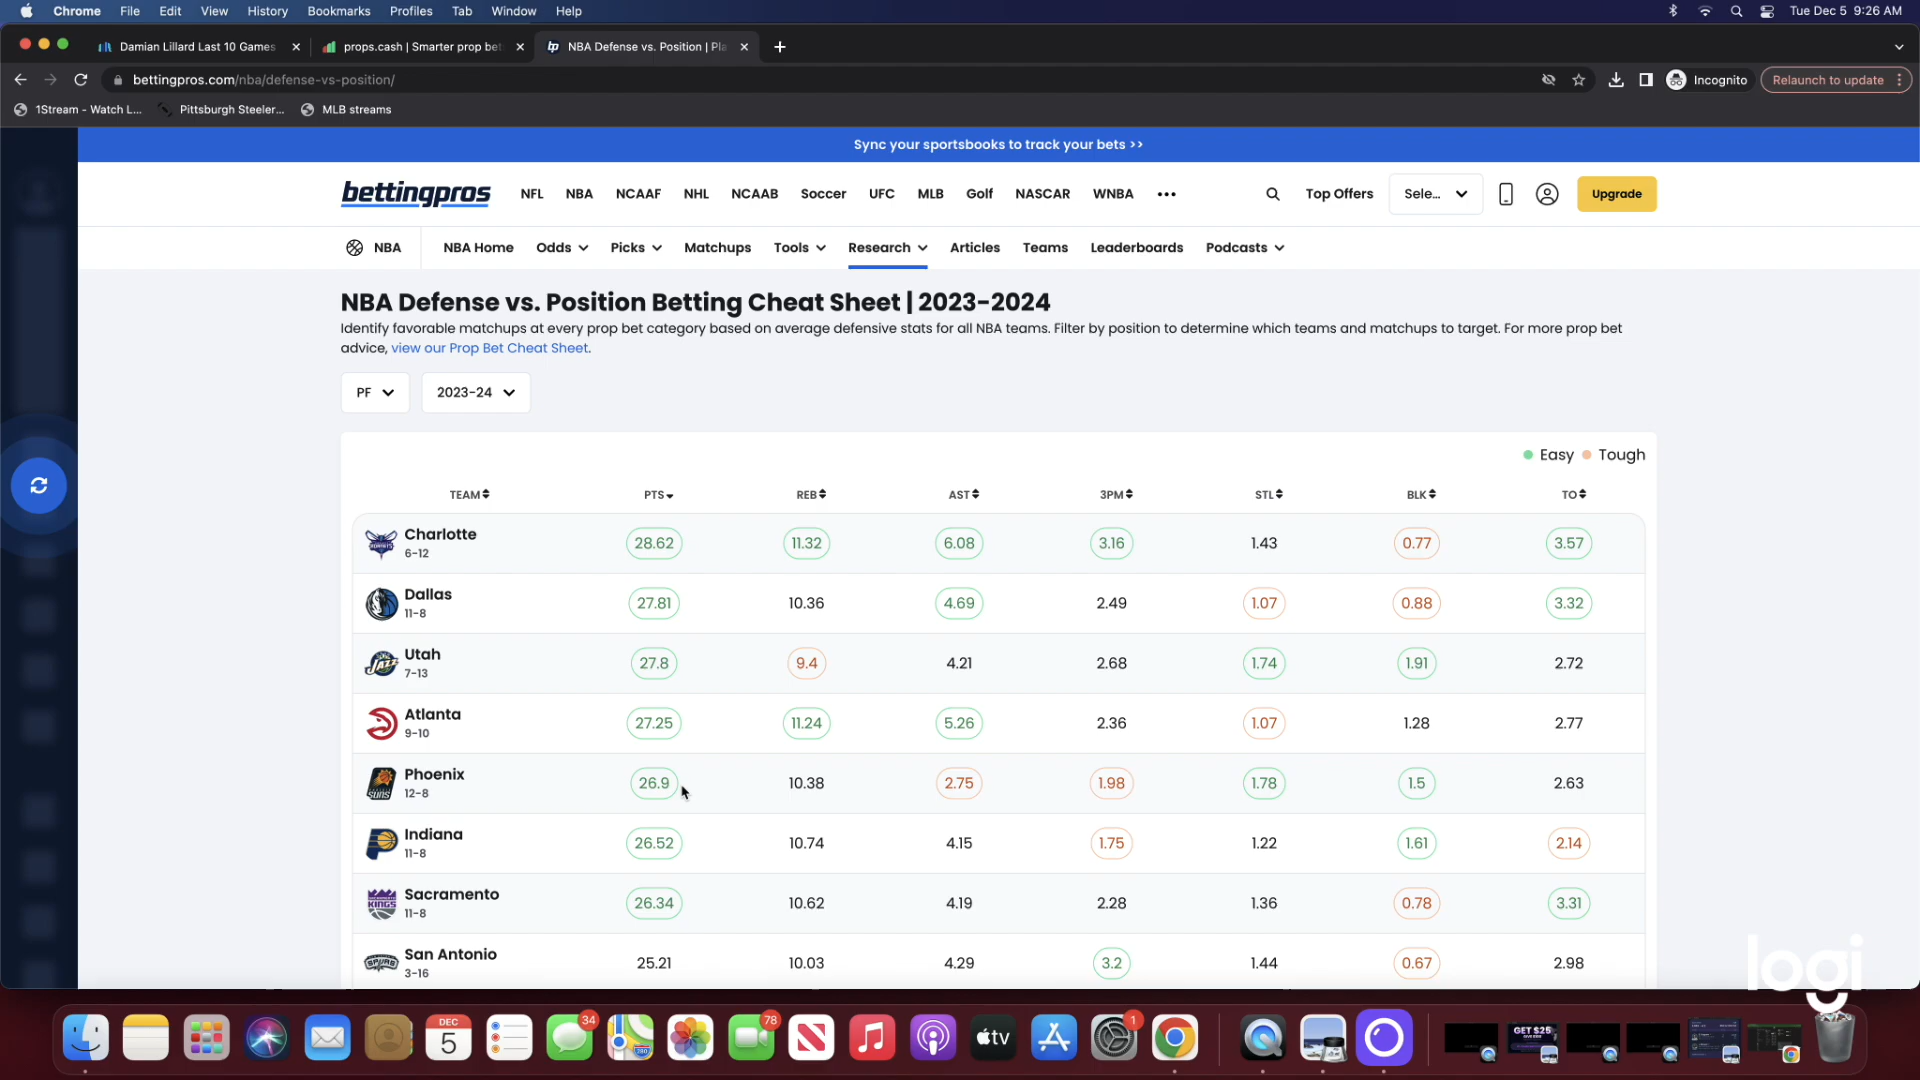 Chrome File Edit View History Bookmarks Profiles Tab Window Help Tue Dec 5 9:26 AM
Damian Lillard Last 10 Games props.cash | Smarter prop be NBA Defense vs. Position | Pla
bettingpros.com/nba/defense-vs-position/ Incognito Relaunch to update
1Stream - Watch L... Pittsburgh Steeler... MLB streams
Sync your sportsbooks to track your bets >>
bettingpros NFL NBA NCAAF NHL NCAAB Soccer UFC MLB Golf NASCAR WNBA ••• Top Offers Sele... Upgrade
NBA NBA Home Odds Picks Matchups Tools Research Articles Teams Leaderboards Podcasts
NBA Defense vs. Position Betting Cheat Sheet | 2023-2024
Identify favorable matchups at every prop bet category based on average defensive stats for all NBA teams. Filter by position to determine which teams and matchups to target. For more prop bet
advice, view our Prop Bet Cheat Sheet.
PF 2023-24
Easy Tough
TEAM PTS REB AST 3PM STL BLK TO
Charlotte 28.62 11.32 6.08 3.16 1.43 0.77 3.57
6-12
Dallas 27.81 10.36 4.69 2.49 1.07 0.88 3.32
11-8
Utah 27.8 9.4 4.21 2.68 1.74 1.91 2.72
7-13
Atlanta 27.25 11.24 5.26 2.36 1.07 1.28 2.77
9-10
Phoenix 26.9 10.38 2.75 1.98 1.78 1.5 2.63
12-8
Indiana 26.52 10.74 4.15 1.75 1.22 1.61 2.14
11-8
Sacramento 26.34 10.62 4.19 2.28 1.36 0.78 3.31
11-8
San Antonio 25.21 10.03 4.29 3.2 1.44 0.67 2.98
3-16
logi
DEC
5
34
78
tv
1
GET $25